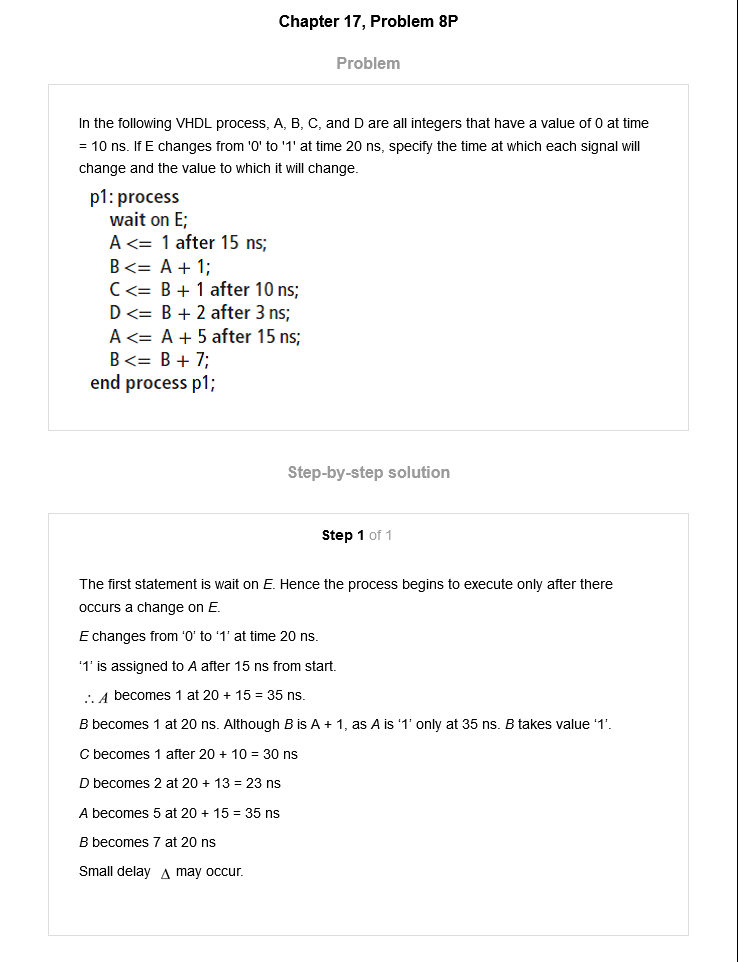 Chapter 17, Problem 8P
Problem
In the following VHDL process, A, B, C, and D are all integers that have a value of 0 at time
= 10 ns. If E changes from '0' to '1' at time 20 ns, specify the time at which each signal will
change and the value to which it will change.
p1: process
wait on E;
A <= 1 after 15 ns;
B <= A + 1;
C <= B + 1 after 10 ns;
D <= B + 2 after 3 ns;
A <= A + 5 after 15 ns;
B <= B + 7;
end process p1;
Step-by-step solution
Step 1 of 1
The first statement is wait on E. Hence the process begins to execute only after there
occurs a change on E.
E changes from ‘0’ to ‘1’ at time 20 ns.
‘1’ is assigned to A after 15 ns from start.
∴ A becomes 1 at 20 + 15 = 35 ns.
B becomes 1 at 20 ns. Although B is A + 1, as A is ‘1’ only at 35 ns. B takes value ‘1’.
C becomes 1 after 20 + 10 = 30 ns
D becomes 2 at 20 + 13 = 23 ns
A becomes 5 at 20 + 15 = 35 ns
B becomes 7 at 20 ns
Small delay Δ may occur.